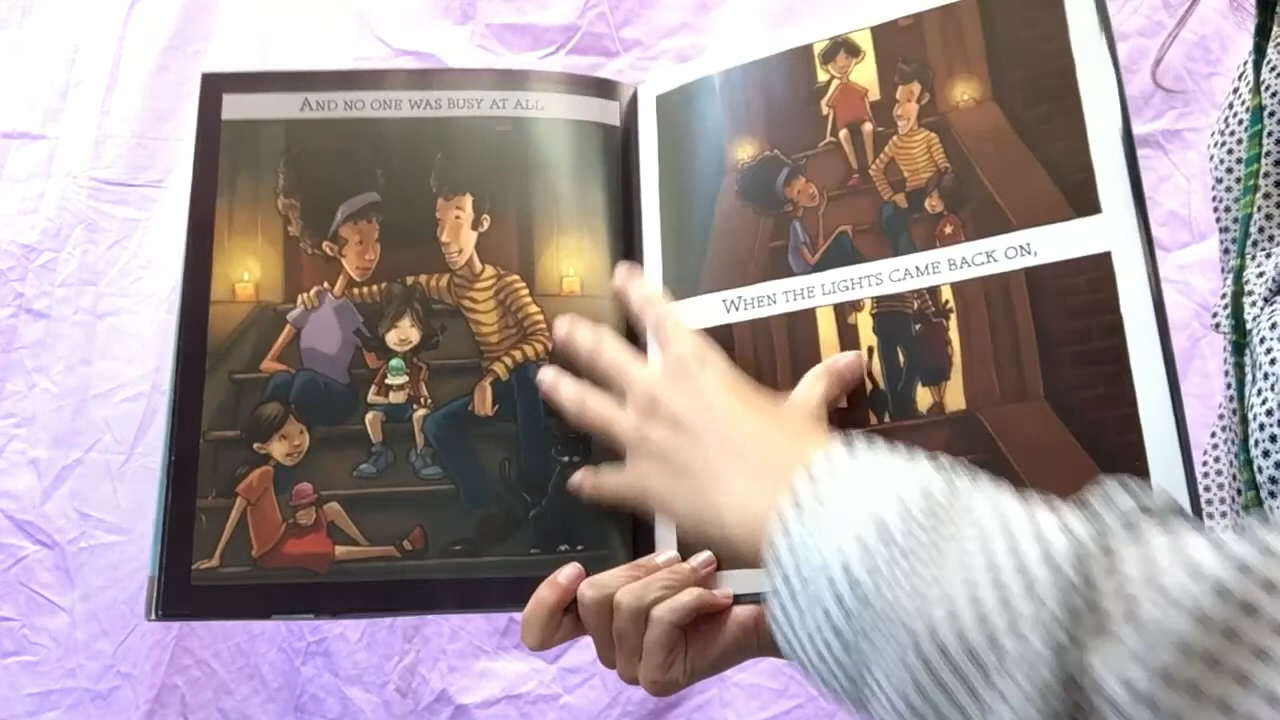 AND NO ONE WAS BUSY AT ALL
WHEN THE LIGHTS CAME BACK ON,